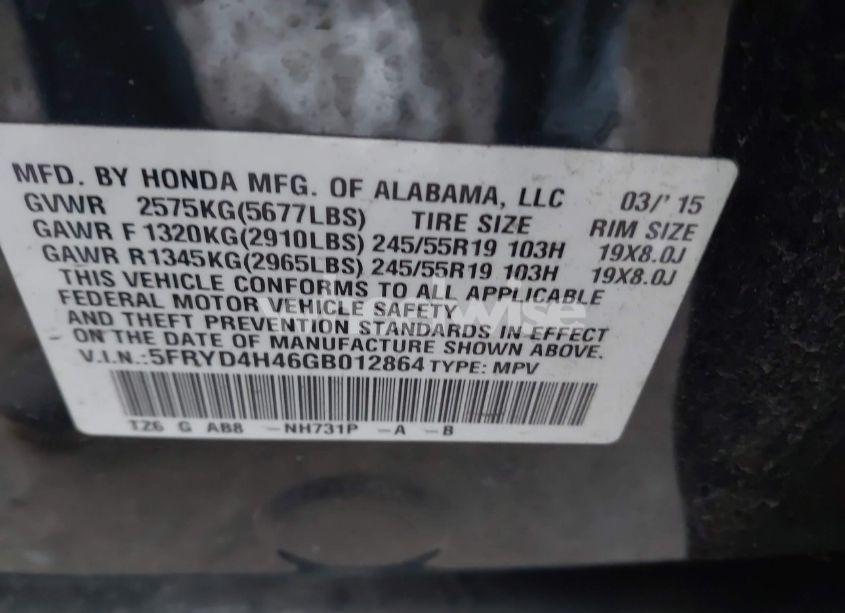 MFD. BY HONDA MFG. OF ALABAMA, LLC 03/'15
GVWR 2575KG(5677LBS) TIRE SIZE RIM SIZE
GAWR F 1320KG(2910LBS) 245/55R19 103H 19X8.0J
GAWR R1345KG(2965LBS) 245/55R19 103H 19X8.0J
THIS VEHICLE CONFORMS TO ALL APPLICABLE
FEDERAL MOTOR VEHICLE SAFETY
AND THEFT PREVENTION STANDARDS IN EFFECT
ON THE DATE OF MANUFACTURE SHOWN ABOVE.
V.I.N.:5FRYD4H46GB012864 TYPE: MPV
TZ6 G AB8 -NH731P -A -B